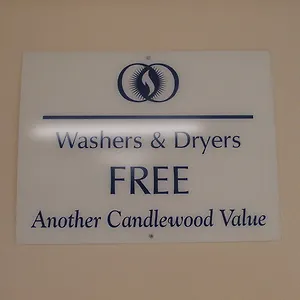 Washers & Dryers
FREE
Another Candlewood Value